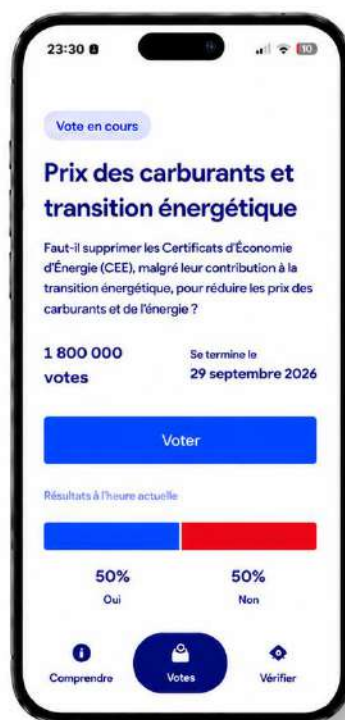 23:30
10
Vote en cours
Prix des carburants et
transition énergétique
Faut-il supprimer les Certificats d'Économie
d'Énergie (CEE), malgré leur contribution à la
transition énergétique, pour réduire les prix des
carburants et de l'énergie ?
1 800 000
votes
Se termine le
29 septembre 2026
Voter
Résultats à l'heure actuelle
50%
Oui
50%
Non
Comprendre
Votes
Vérifier